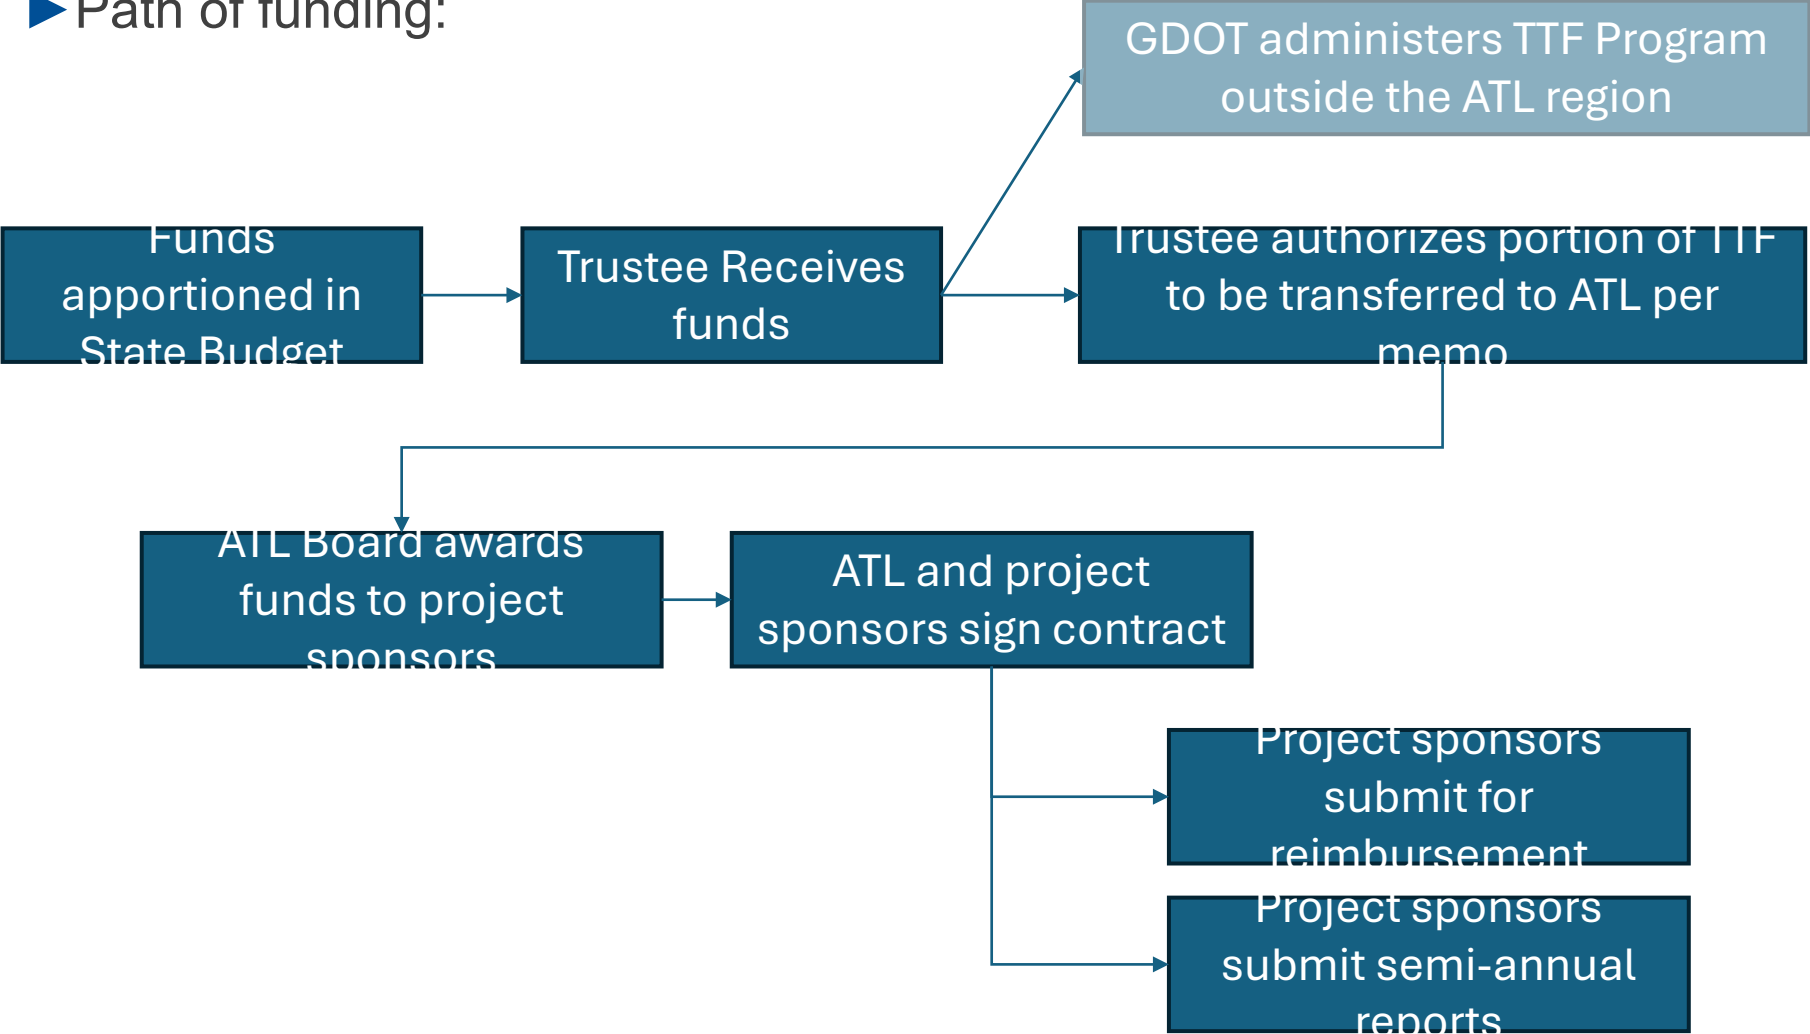 Path of funding:
GDOT administers TTF Program
outside the ATL region
Funds
apportioned in
State Budget
Trustee Receives
funds
Trustee authorizes portion of TTF
to be transferred to ATL per
memo
ATL Board awards
funds to project
sponsors
ATL and project
sponsors sign contract
Project sponsors
submit for
reimbursement
Project sponsors
submit semi-annual
reports